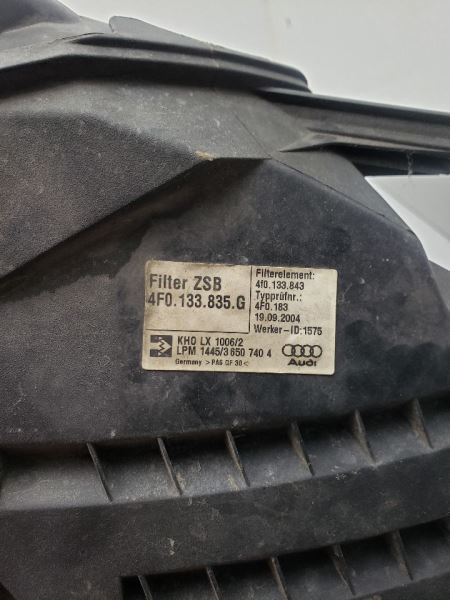 Filter ZSB
4F0.133.835.G
Filterelement:
4f0.133.843
Typprüfnr.:
4F0.183
19.09.2004
Werker-ID:1575
KHO LX 1006/2
LPM 1445/3 650 740 4
Germany >PA6 GF 30<
Audi